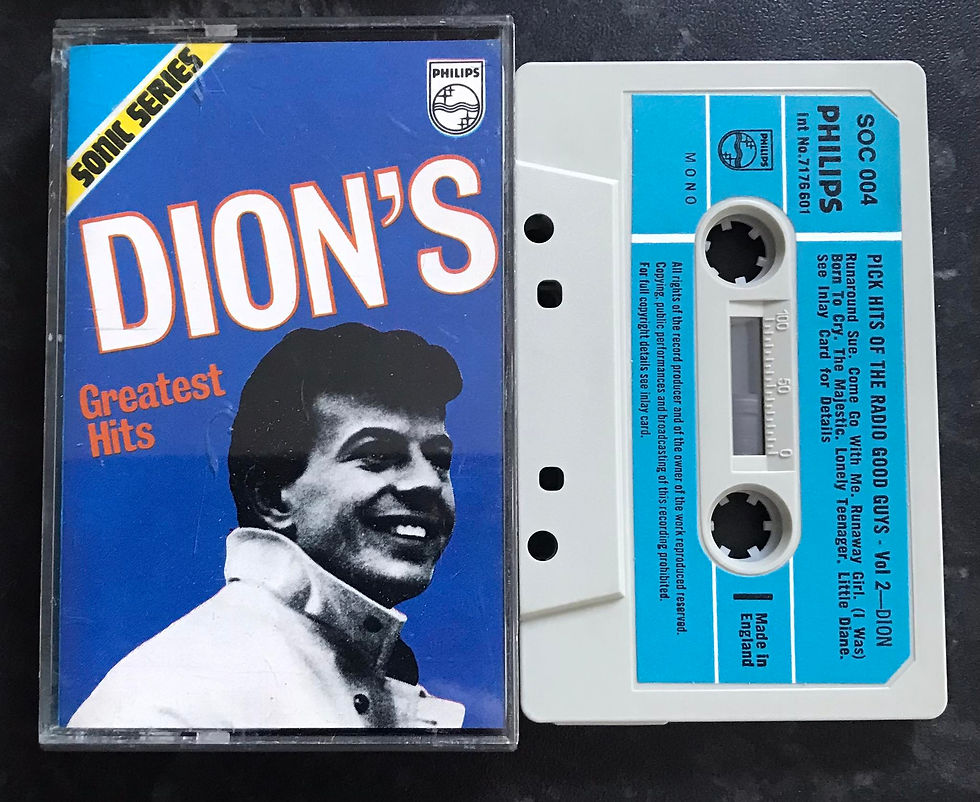 SONIC SERIES
PHILIPS
DION'S
Greatest
Hits
SOC 004
PHILIPS
Int No.7176601
PHILIPS
MONO
PICK HITS OF THE RADIO GOOD GUYS - Vol 2—DION
Runaround Sue. Come Go With Me. Runaway Girl. (I Was)
Born To Cry. The Majestic. Lonely Teenager. Little Diane.
See Inlay Card for Details
100 50 0
All rights of the record producer and of the owner of the work reproduced reserved.
Copying, public performances and broadcasting of this recording prohibited.
For full copyright details see inlay card.
I
Made in
England